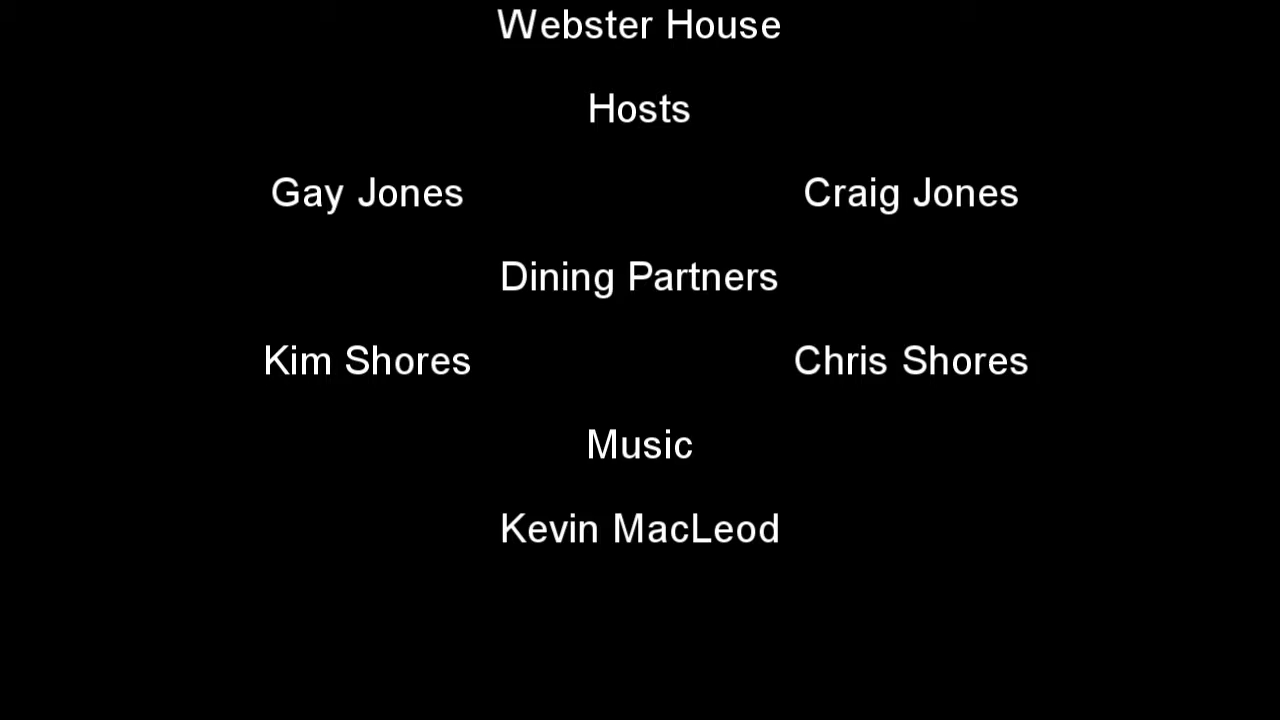 Webster House
Hosts
Gay Jones Craig Jones
Dining Partners
Kim Shores Chris Shores
Music
Kevin MacLeod